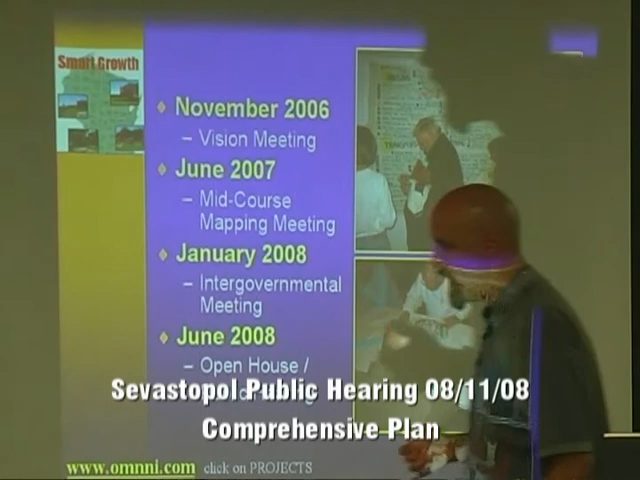 Smart Growth
November 2006
– Vision Meeting
June 2007
– Mid-Course
Mapping Meeting
January 2008
– Intergovernmental
Meeting
June 2008
– Open House /
Sevastopol Public Hearing 08/11/08
Comprehensive Plan
www.omnni.com click on PROJECTS